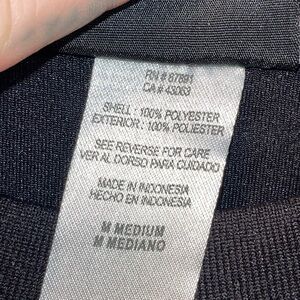 RN # 67891
CA # 43063
SHELL : 100% POLYESTER
EXTERIOR : 100% POLIESTER
SEE REVERSE FOR CARE
VER AL DORSO PARA CUIDADO
MADE IN INDONESIA
HECHO EN INDONESIA
M MEDIUM
M MEDIANO